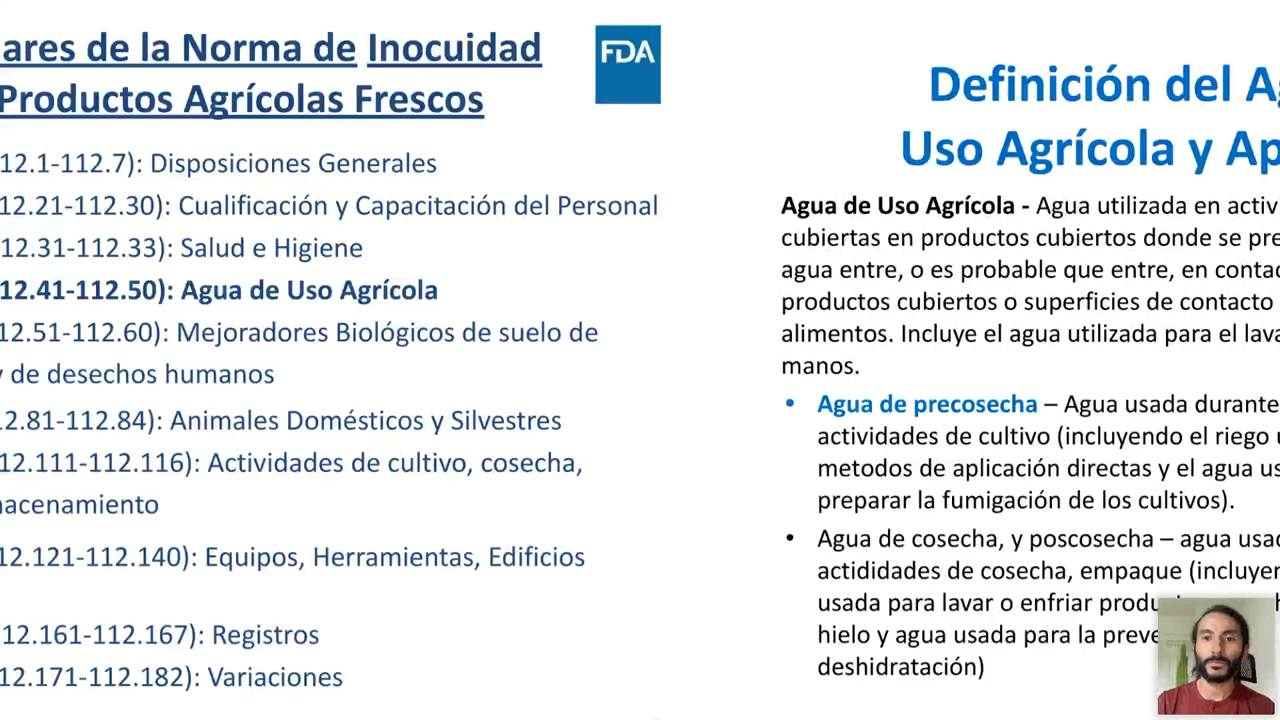 ares de la Norma de Inocuidad
Productos Agrícolas Frescos
FDA
12.1-112.7): Disposiciones Generales
12.21-112.30): Cualificación y Capacitación del Personal
12.31-112.33): Salud e Higiene
12.41-112.50): Agua de Uso Agrícola
12.51-112.60): Mejoradores Biológicos de suelo de
y de desechos humanos
2.81-112.84): Animales Domésticos y Silvestres
12.111-112.116): Actividades de cultivo, cosecha,
macenamiento
12.121-112.140): Equipos, Herramientas, Edificios
12.161-112.167): Registros
12.171-112.182): Variaciones
Definición del Ag
Uso Agrícola y Ap
Agua de Uso Agrícola - Agua utilizada en activi
cubiertas en productos cubiertos donde se pre
agua entre, o es probable que entre, en contac
productos cubiertos o superficies de contacto
alimentos. Incluye el agua utilizada para el lava
manos.
• Agua de precosecha – Agua usada durante
actividades de cultivo (incluyendo el riego u
metodos de aplicación directas y el agua us
preparar la fumigación de los cultivos).
• Agua de cosecha, y poscosecha – agua usad
actididades de cosecha, empaque (incluyen
usada para lavar o enfriar produ
hielo y agua usada para la preve
deshidratación)